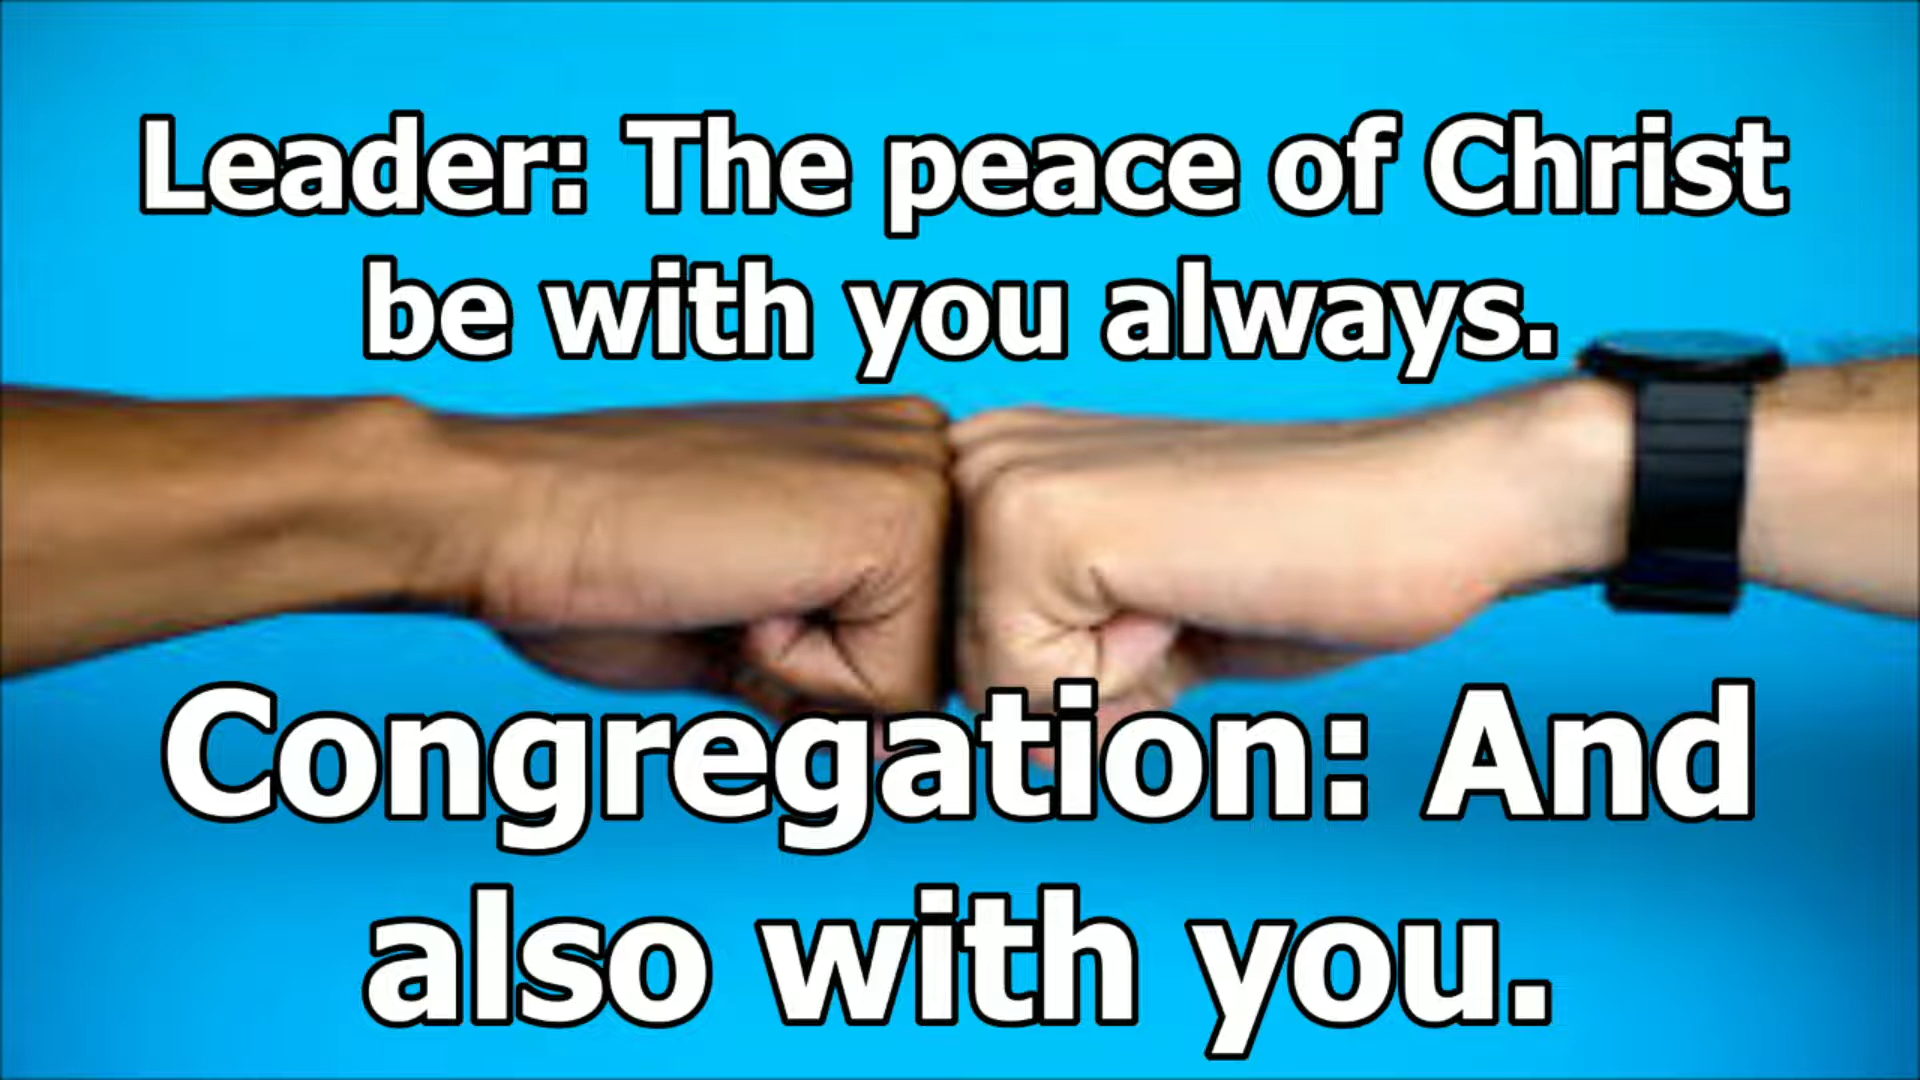 Leader: The peace of Christ
be with you always.
Congregation: And
also with you.